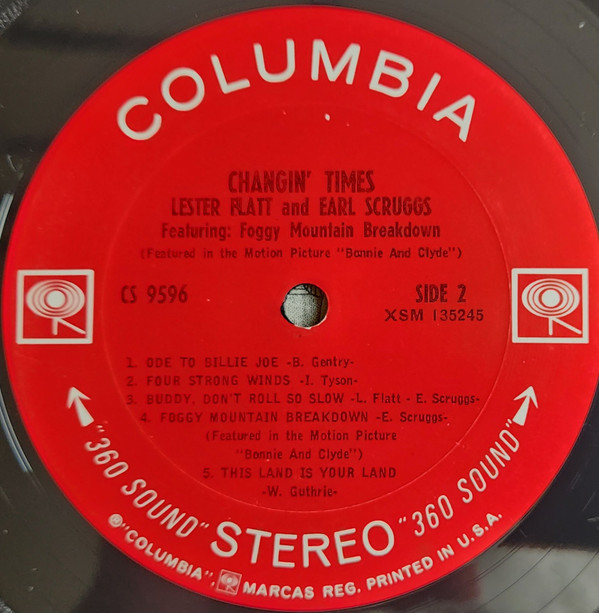 COLUMBIA
CHANGIN' TIMES
LESTER FLATT and EARL SCRUGGS
Featuring: Foggy Mountain Breakdown
(Featured in the Motion Picture "Bonnie And Clyde")
CS 9596
SIDE 2
XSM 135245
1. ODE TO BILLIE JOE -B. Gentry-
2. FOUR STRONG WINDS -I. Tyson-
3. BUDDY, DON'T ROLL SO SLOW -L. Flatt - E. Scruggs-
4. FOGGY MOUNTAIN BREAKDOWN -E. Scruggs-
(Featured in the Motion Picture
"Bonnie And Clyde")
5. THIS LAND IS YOUR LAND
-W. Guthrie-
"360 SOUND" STEREO "360 SOUND"
℗"COLUMBIA", MARCAS REG. PRINTED IN U.S.A.